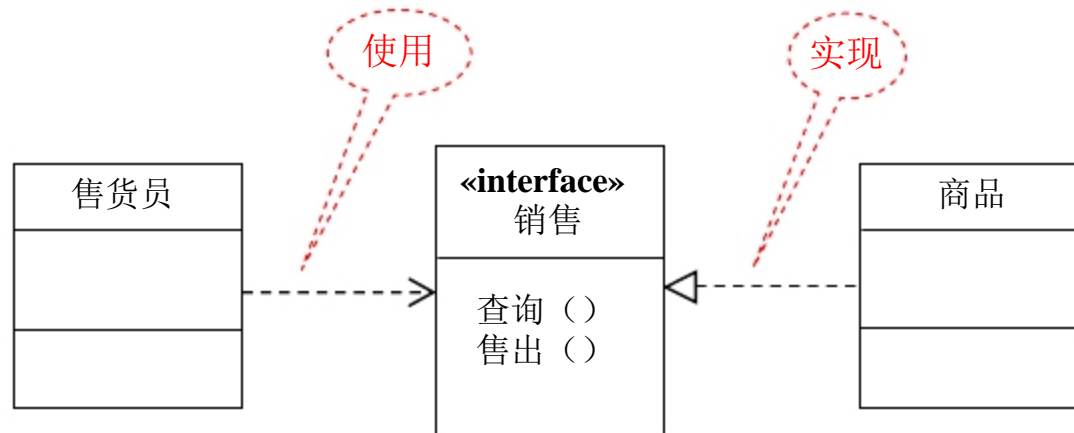 使用
实现
售货员
«interface»
销售
查询（）
售出（）
商品